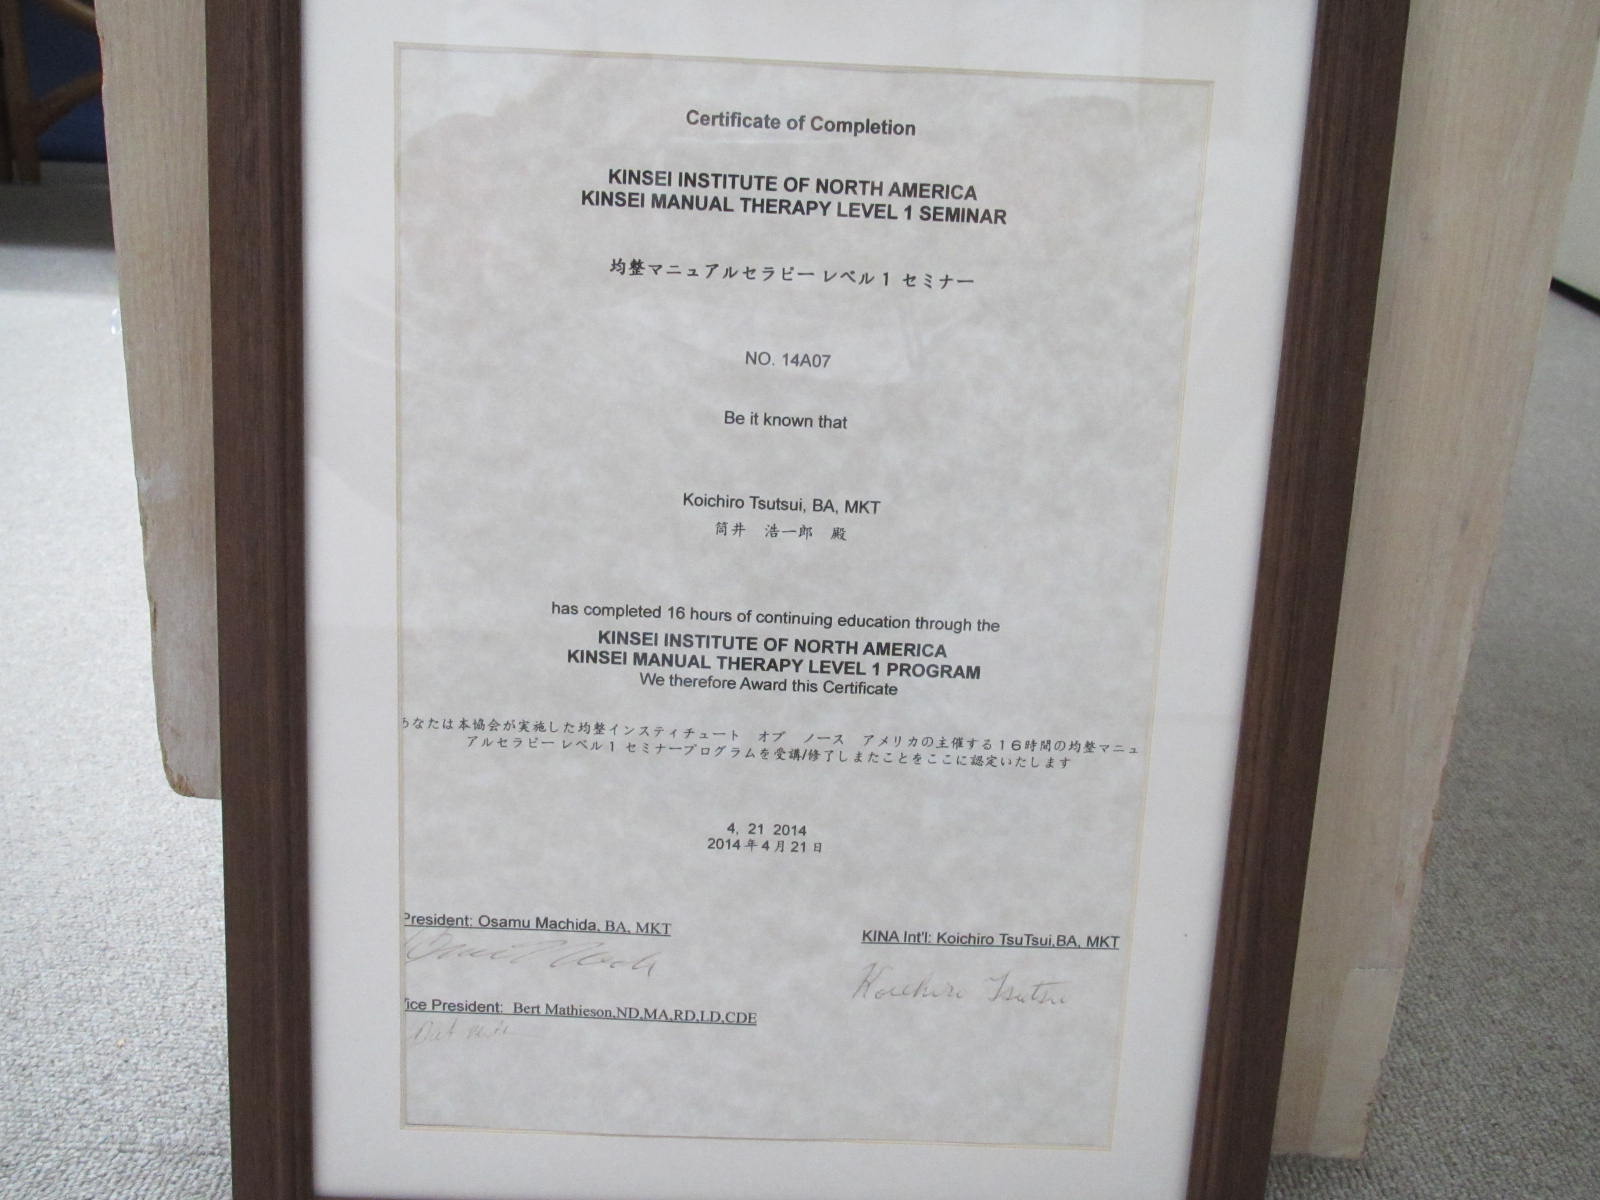 Certificate of Completion
KINSEI INSTITUTE OF NORTH AMERICA
KINSEI MANUAL THERAPY LEVEL 1 SEMINAR
均整マニュアルセラピー レベル1 セミナー
NO. 14A07
Be it known that
Koichiro Tsutsui, BA, MKT
筒井 浩一郎 殿
has completed 16 hours of continuing education through the
KINSEI INSTITUTE OF NORTH AMERICA
KINSEI MANUAL THERAPY LEVEL 1 PROGRAM
We therefore Award this Certificate
あなたは本協会が実施した均整インスティチュート オブ ノース アメリカの主催する16時間の均整マニュ
アルセラピー レベル1 セミナープログラムを受講/修了しまたことをここに認定いたします
4, 21 2014
2014年4月21日
President: Osamu Machida, BA, MKT
KINA Int'l: Koichiro TsuTsui,BA, MKT
Koichiro Tsutsui
Vice President: Bert Mathieson,ND,MA,RD,LD,CDE